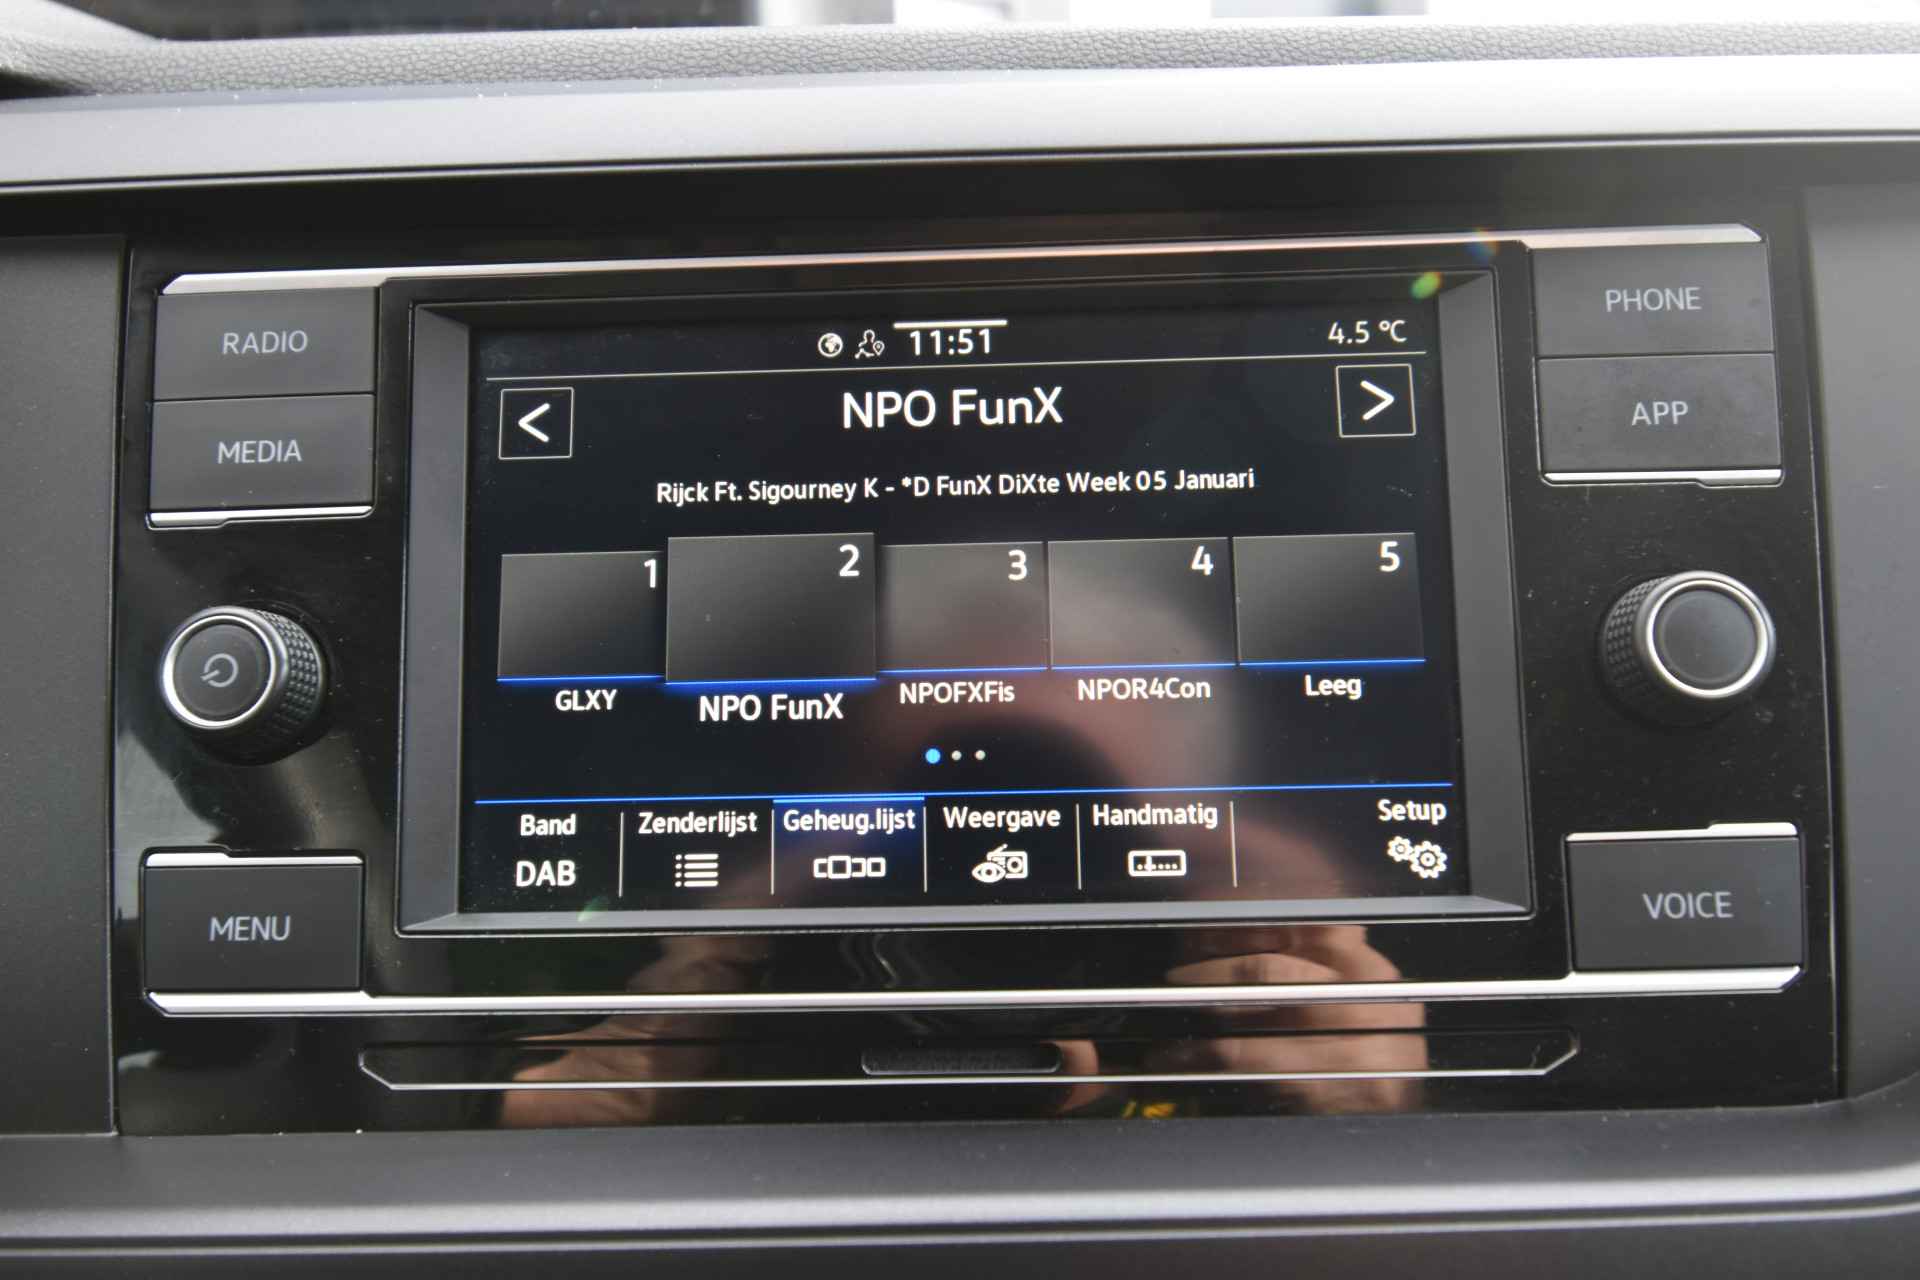 11:51
4.5 °C
RADIO
PHONE
< NPO FunX >
MEDIA
APP
Rijck Ft. Sigourney K - *D FunX DiXte Week 05 Januari
1 2 3 4 5
GLXY NPO FunX NPOFXFis NPOR4Con Leeg
Band Zenderlijst Geheug.lijst Weergave Handmatig Setup
DAB
MENU
VOICE